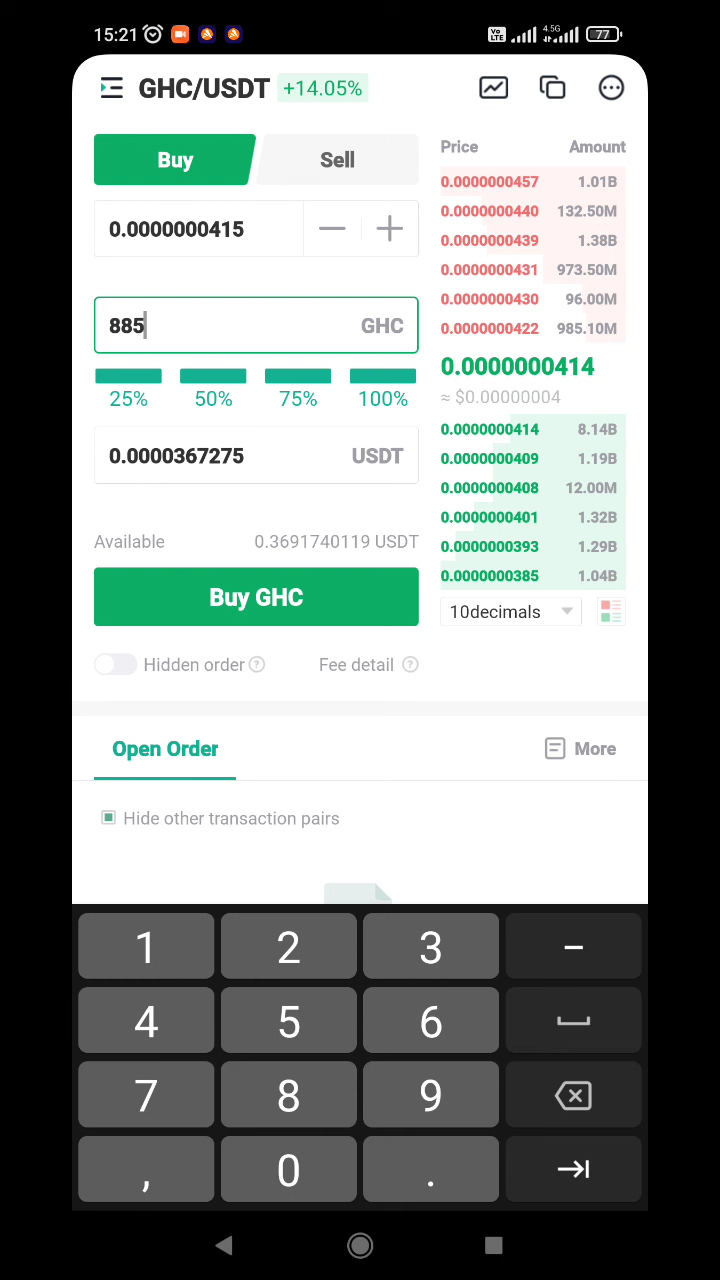 15:21 Vo LTE 4.5G 77
GHC/USDT +14.05%
Buy Sell
0.0000000415
885 GHC
25% 50% 75% 100%
0.0000367275 USDT
Available 0.3691740119 USDT
Buy GHC
Hidden order ? Fee detail ?
Price Amount
0.0000000457 1.01B
0.0000000440 132.50M
0.0000000439 1.38B
0.0000000431 973.50M
0.0000000430 96.00M
0.0000000422 985.10M
0.0000000414
≈ $0.00000004
0.0000000414 8.14B
0.0000000409 1.19B
0.0000000408 12.00M
0.0000000401 1.32B
0.0000000393 1.29B
0.0000000385 1.04B
10decimals
Open Order More
Hide other transaction pairs
1 2 3 –
4 5 6
7 8 9
, 0 .